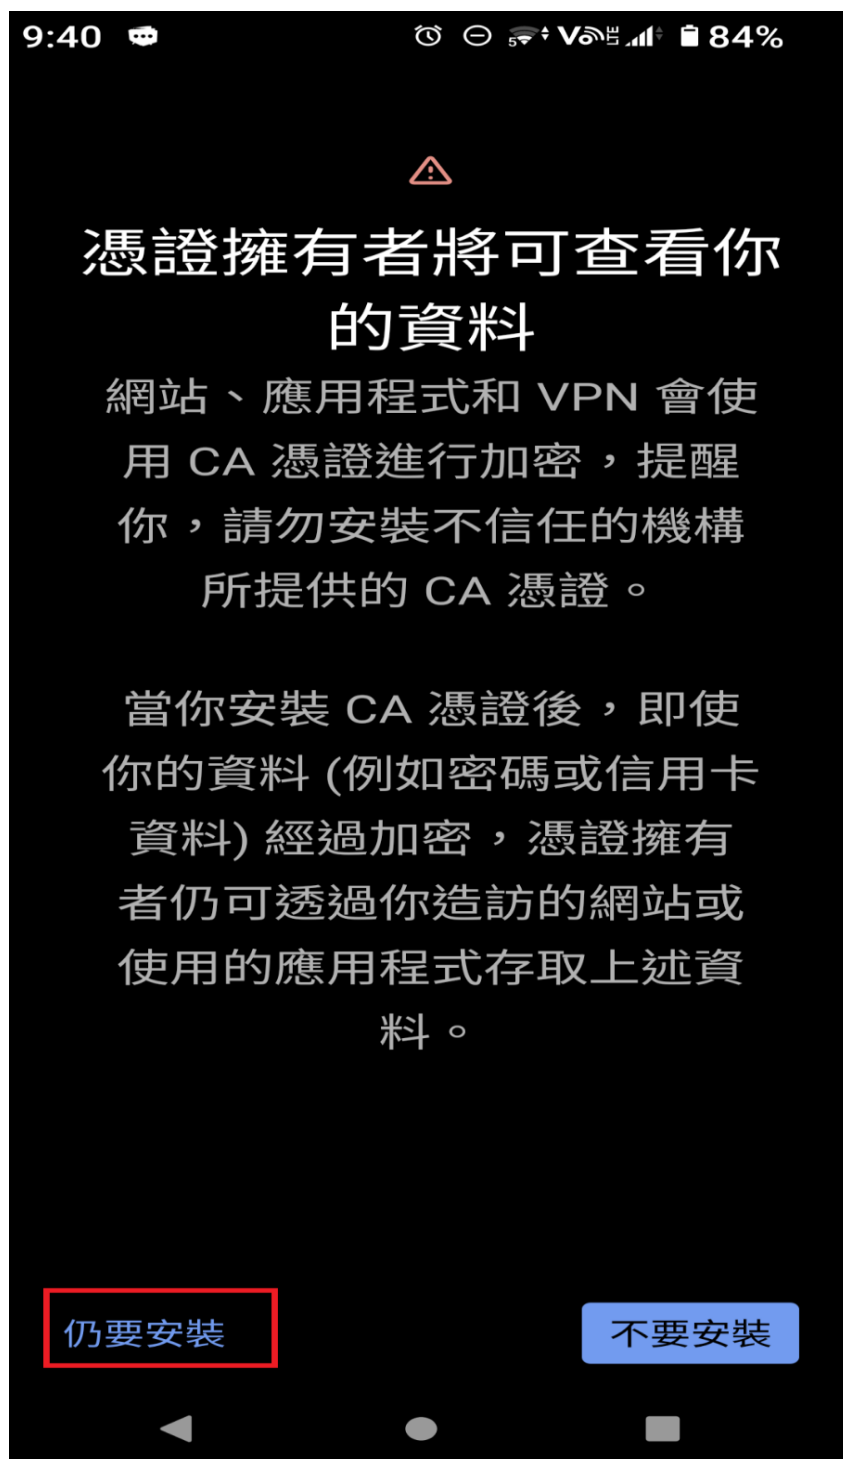 9:40 5 Vo LTE 84%
憑證擁有者將可查看你
的資料
網站、應用程式和 VPN 會使
用 CA 憑證進行加密，提醒
你，請勿安裝不信任的機構
所提供的 CA 憑證。
當你安裝 CA 憑證後，即使
你的資料 (例如密碼或信用卡
資料) 經過加密，憑證擁有
者仍可透過你造訪的網站或
使用的應用程式存取上述資
料。
仍要安裝 不要安裝